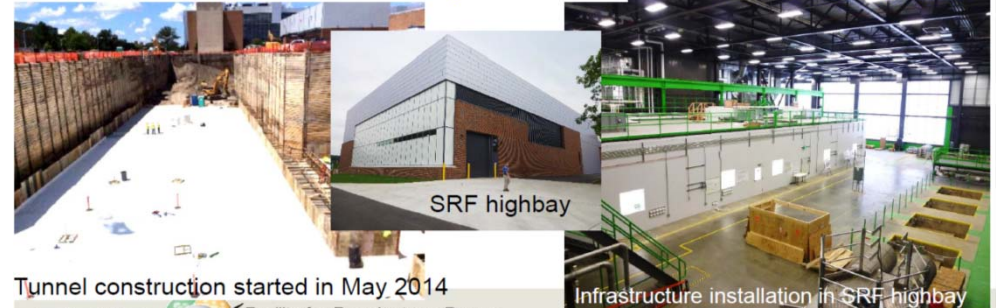 SRF highbay
Tunnel construction started in May 2014
Infrastructure installation in SRF highbay